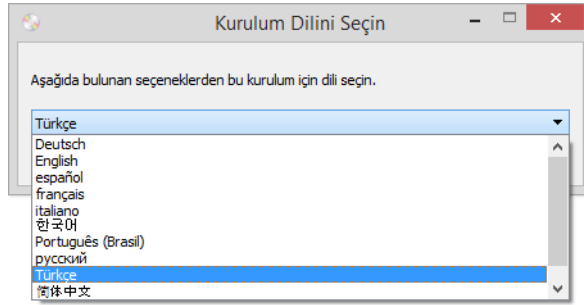 Kurulum Dilini Seçin
Aşağıda bulunan seçeneklerden bu kurulum için dili seçin.
Türkçe
Deutsch
English
español
français
italiano
한국어
Português (Brasil)
русский
Türkçe
简体中文